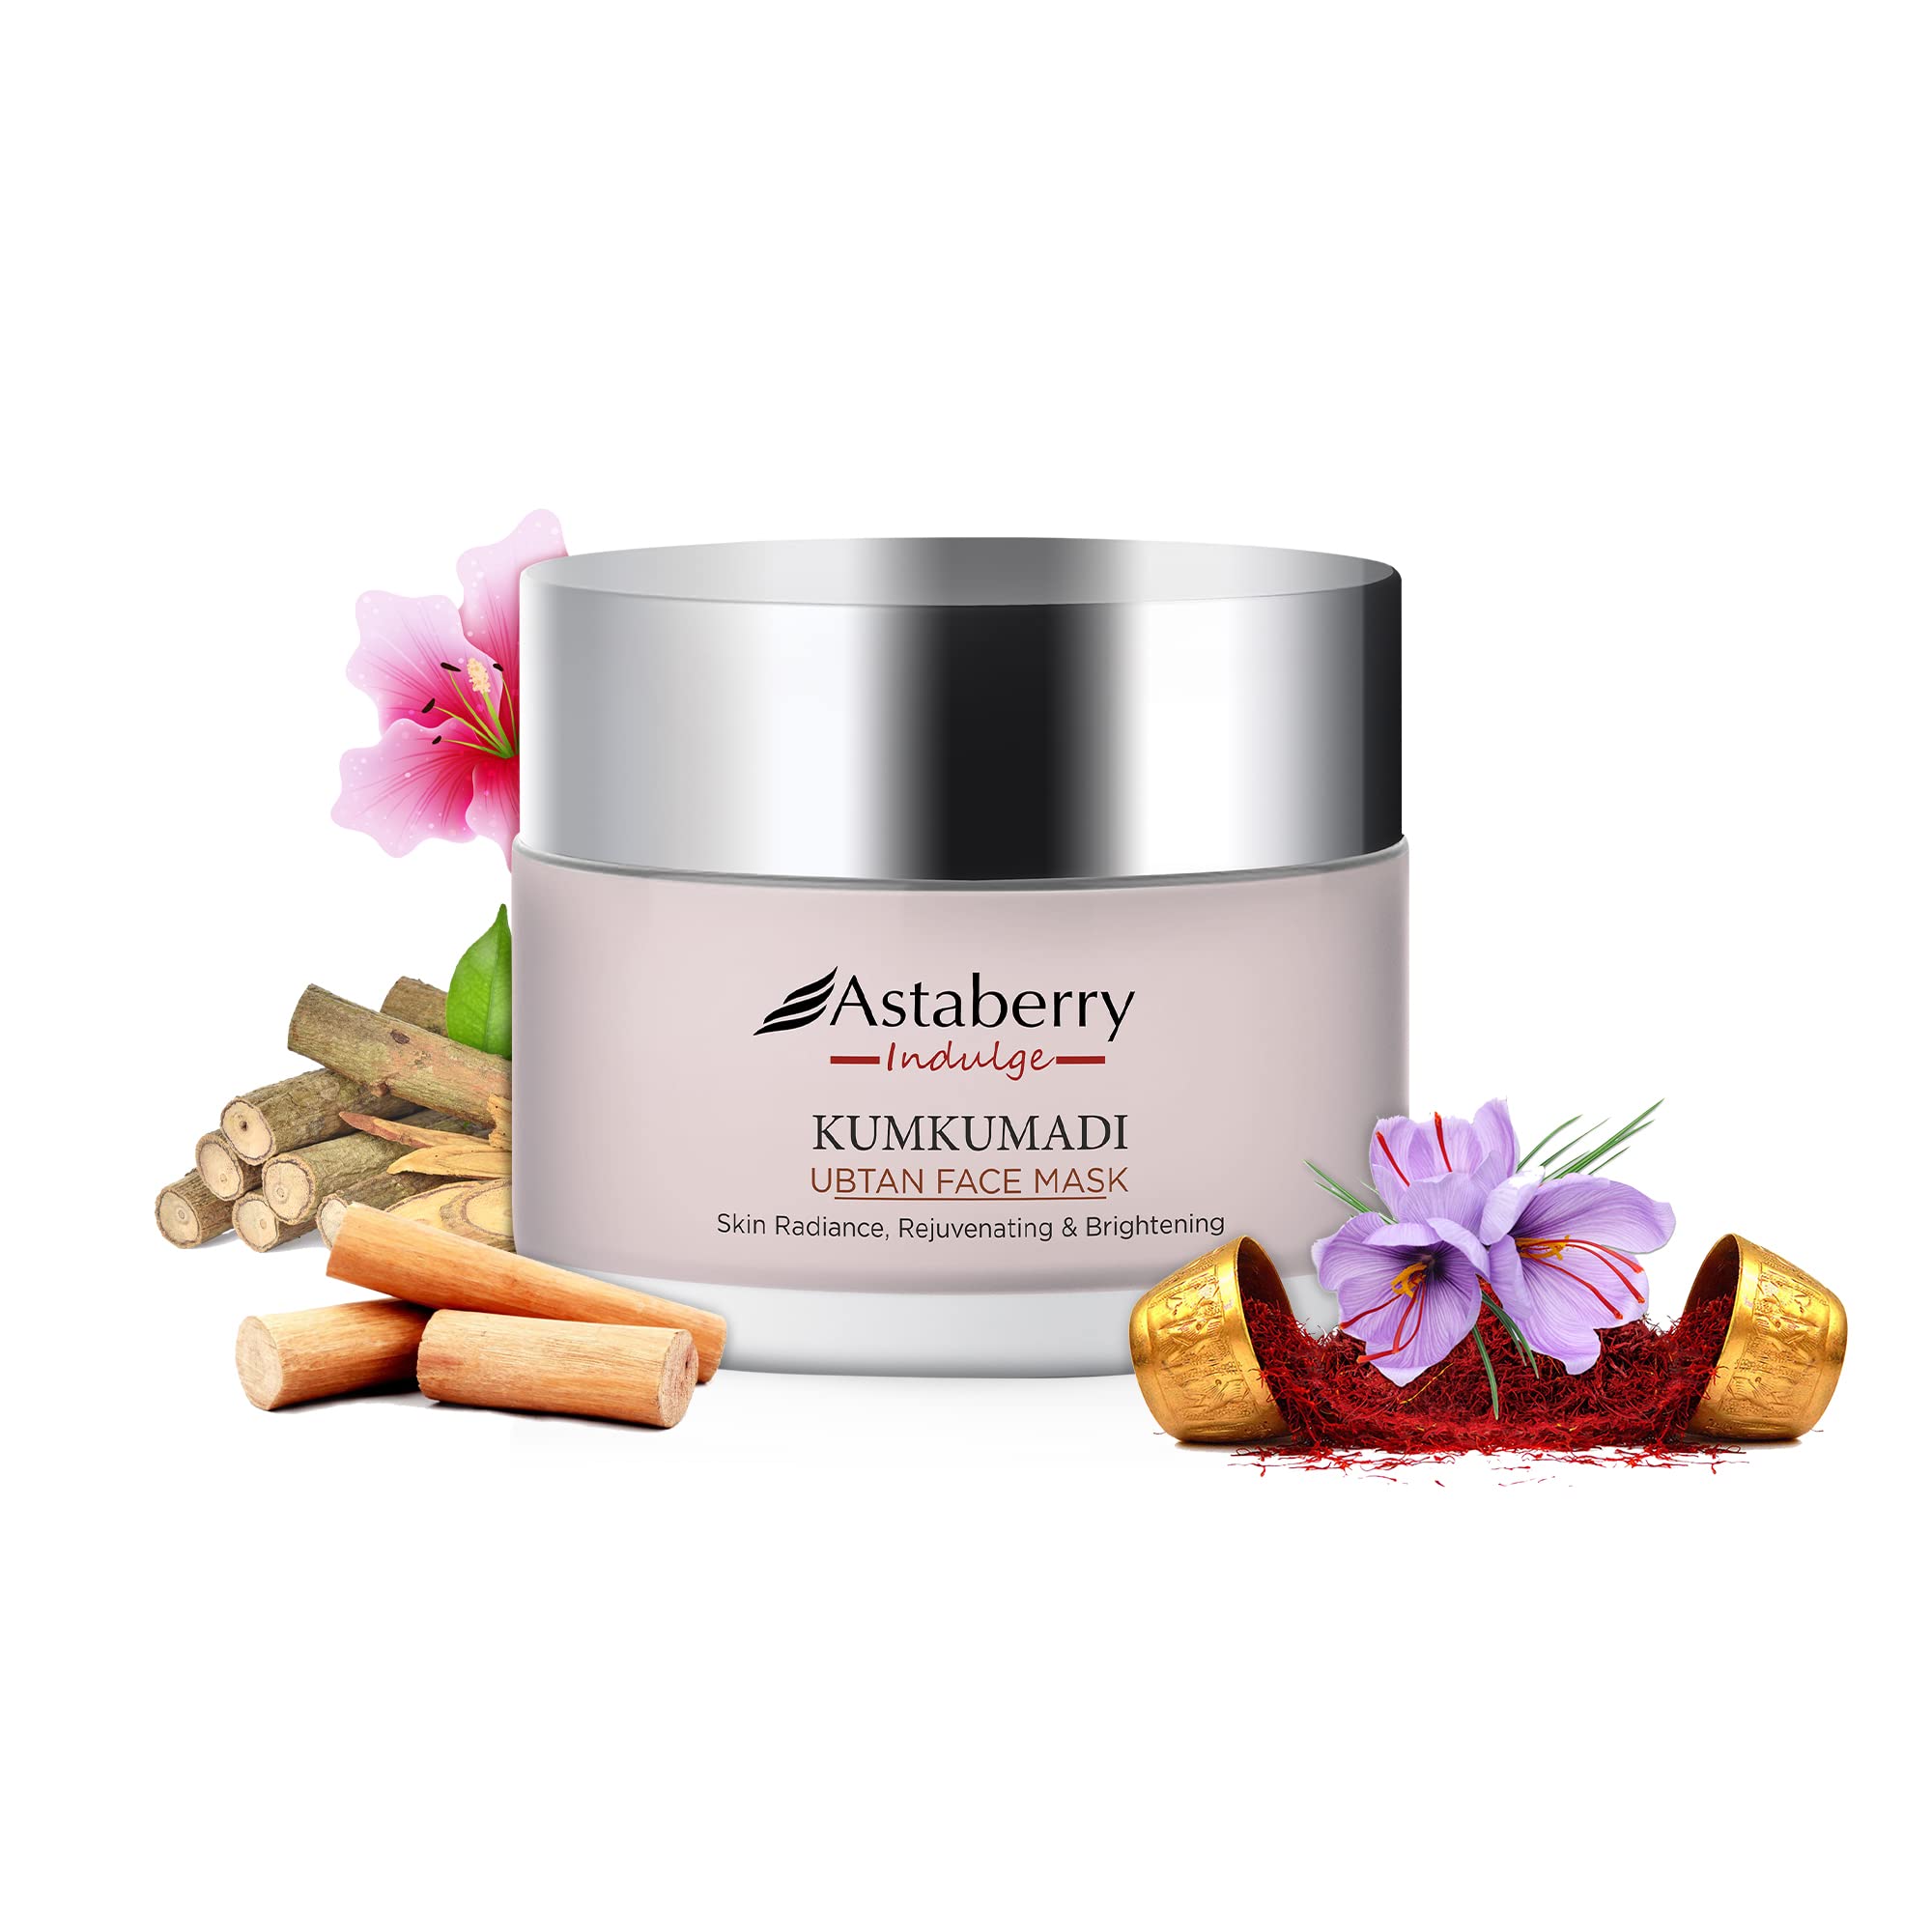 Astaberry
Indulge
KUMKUMADI
UBTAN FACE MASK
Skin Radiance, Rejuvenating & Brightening